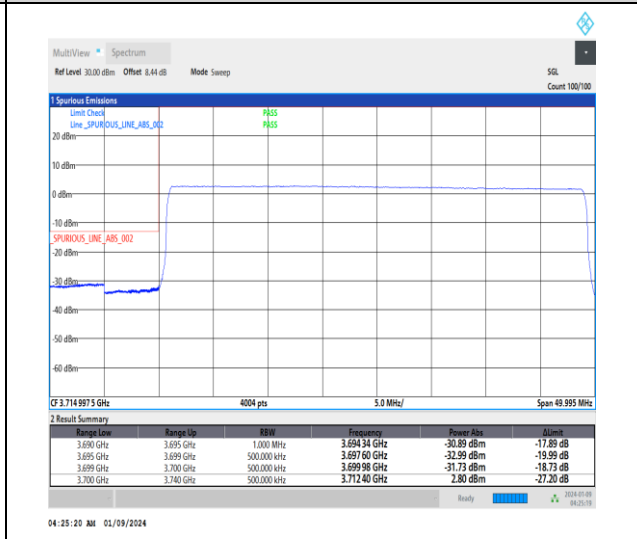 MultiView Spectrum
Ref Level 30.00 dBm Offset 8.44 dB Mode Sweep SGL
Count 100/100
1 Spurious Emissions
Limit Check PASS
Line _SPURIOUS_LINE_ABS_002 PASS
20 dBm
10 dBm
0 dBm
-10 dBm
_SPURIOUS_LINE_ABS_002
-20 dBm
-30 dBm
-40 dBm
-50 dBm
-60 dBm
CF 3.714 997 5 GHz 4004 pts 5.0 MHz/ Span 49.995 MHz
2 Result Summary
Range Low Range Up RBW Frequency Power Abs ΔLimit
3.690 GHz 3.695 GHz 1.000 MHz 3.694 34 GHz -30.89 dBm -17.89 dB
3.695 GHz 3.699 GHz 500.000 kHz 3.697 60 GHz -32.99 dBm -19.99 dB
3.699 GHz 3.700 GHz 500.000 kHz 3.699 98 GHz -31.73 dBm -18.73 dB
3.700 GHz 3.740 GHz 500.000 kHz 3.712 40 GHz 2.80 dBm -27.20 dB
Ready 2024-01-09
04:25:19
04:25:20 AM 01/09/2024